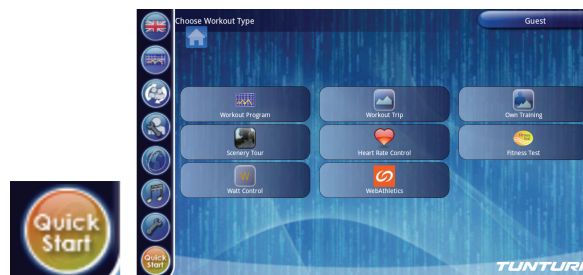 Quick
Start
Choose Workout Type
Guest
Workout Program
Workout Trip
Own Training
Scenery Tour
Heart Rate Control
Fitness Test
W
Watt Control
WebAthletics
Quick
Start
TUNTURI